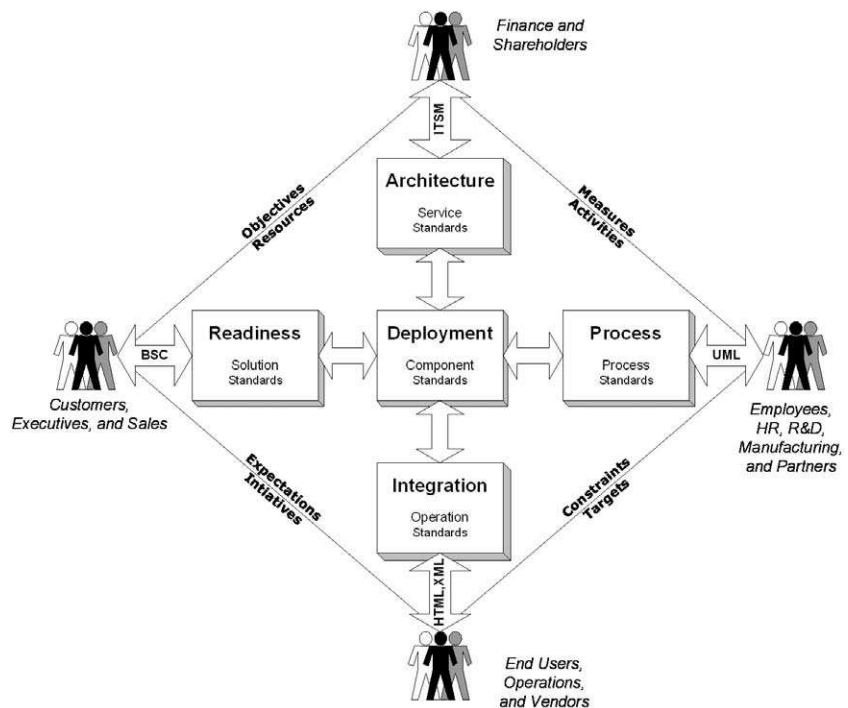 Finance and
Shareholders
ITSM
Architecture
Service
Standards
Objectives
Resources
Measures
Activities
Readiness
Solution
Standards
Deployment
Component
Standards
Process
Process
Standards
BSC
UML
Customers,
Executives, and Sales
Employees,
HR, R&D,
Manufacturing,
and Partners
Expectations
Intiatives
Integration
Operation
Standards
Constraints
Targets
HTML,XML
End Users,
Operations,
and Vendors